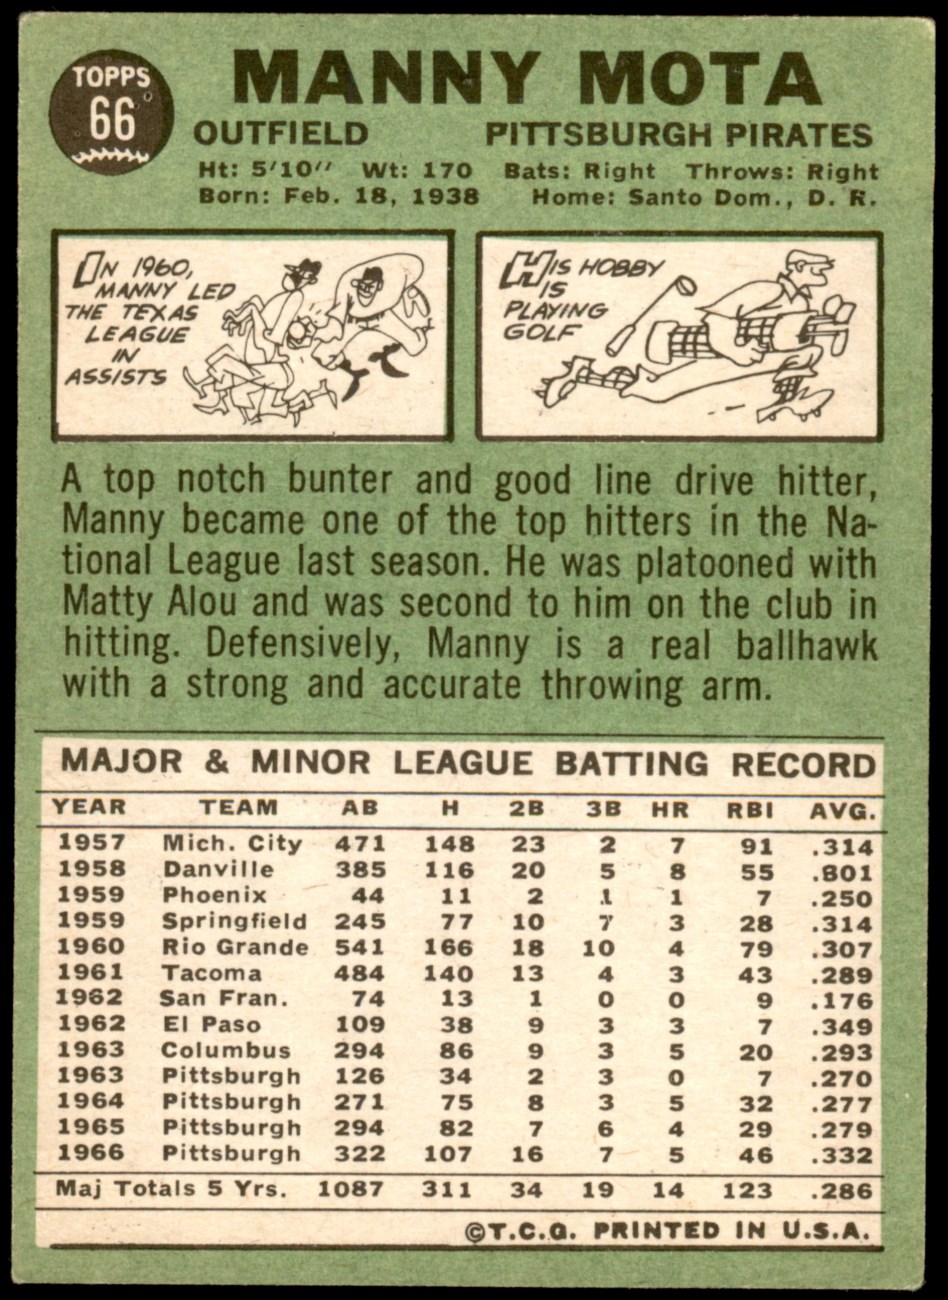 TOPPS
66
MANNY MOTA
OUTFIELD PITTSBURGH PIRATES
Ht: 5'10" Wt: 170 Bats: Right Throws: Right
Born: Feb. 18, 1938 Home: Santo Dom., D. R.
IN 1960,
MANNY LED
THE TEXAS
LEAGUE
IN
ASSISTS
HIS HOBBY
IS
PLAYING
GOLF
A top notch bunter and good line drive hitter,
Manny became one of the top hitters in the Na-
tional League last season. He was platooned with
Matty Alou and was second to him on the club in
hitting. Defensively, Manny is a real ballhawk
with a strong and accurate throwing arm.
MAJOR & MINOR LEAGUE BATTING RECORD
YEAR TEAM AB H 2B 3B HR RBI AVG.
1957 Mich. City 471 148 23 2 7 91 .314
1958 Danville 385 116 20 5 8 55 .801
1959 Phoenix 44 11 2 1 1 7 .250
1959 Springfield 245 77 10 7 3 28 .314
1960 Rio Grande 541 166 18 10 4 79 .307
1961 Tacoma 484 140 13 4 3 43 .289
1962 San Fran. 74 13 1 0 0 9 .176
1962 El Paso 109 38 9 3 3 7 .349
1963 Columbus 294 86 9 3 5 20 .293
1963 Pittsburgh 126 34 2 3 0 7 .270
1964 Pittsburgh 271 75 8 3 5 32 .277
1965 Pittsburgh 294 82 7 6 4 29 .279
1966 Pittsburgh 322 107 16 7 5 46 .332
Maj Totals 5 Yrs. 1087 311 34 19 14 123 .286
©T.C.G. PRINTED IN U.S.A.